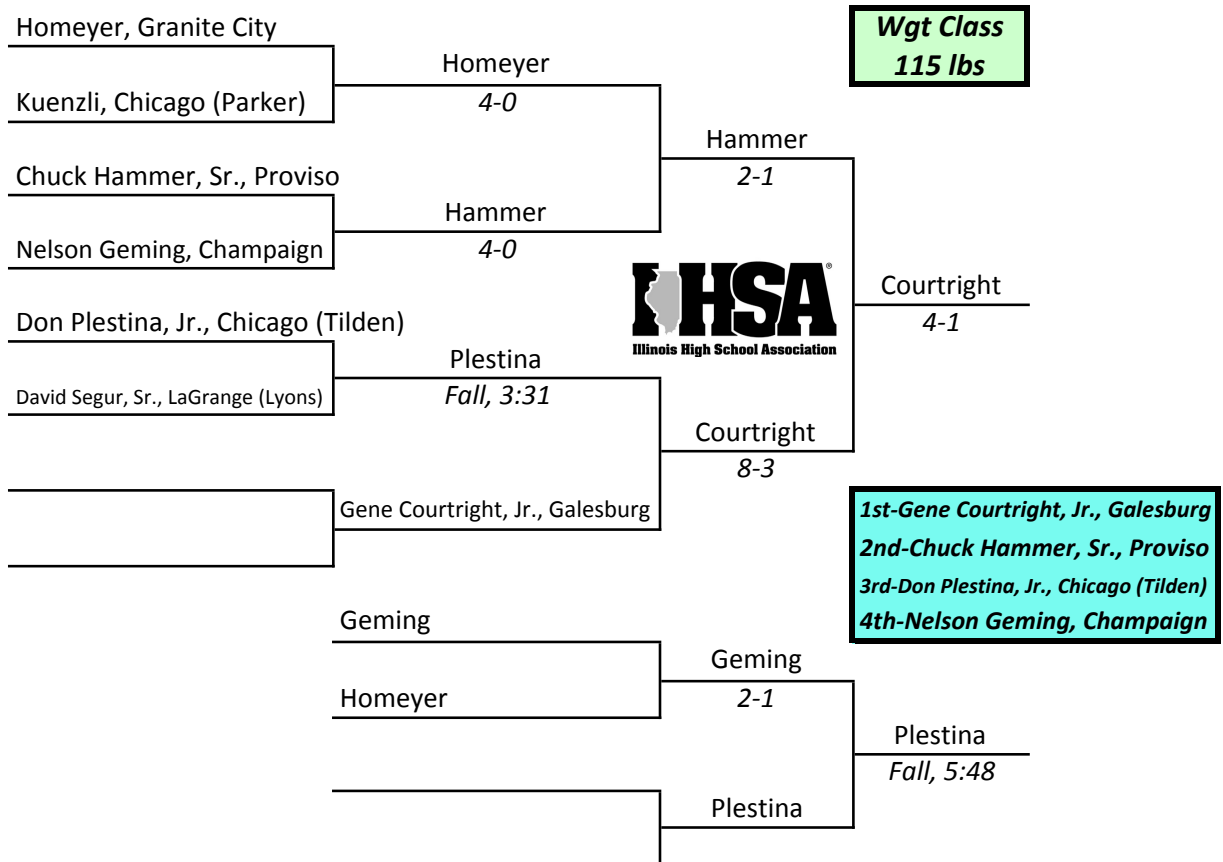 Homeyer, Granite City
Wgt Class
115 lbs
Homeyer
4-0
Kuenzli, Chicago (Parker)
Hammer
2-1
Chuck Hammer, Sr., Proviso
Hammer
4-0
Nelson Geming, Champaign
IHSA®
Illinois High School Association
Courtright
4-1
Don Plestina, Jr., Chicago (Tilden)
Plestina
Fall, 3:31
David Segur, Sr., LaGrange (Lyons)
Courtright
8-3
Gene Courtright, Jr., Galesburg
1st-Gene Courtright, Jr., Galesburg
2nd-Chuck Hammer, Sr., Proviso
3rd-Don Plestina, Jr., Chicago (Tilden)
4th-Nelson Geming, Champaign
Geming
Geming
2-1
Homeyer
Plestina
Fall, 5:48
Plestina